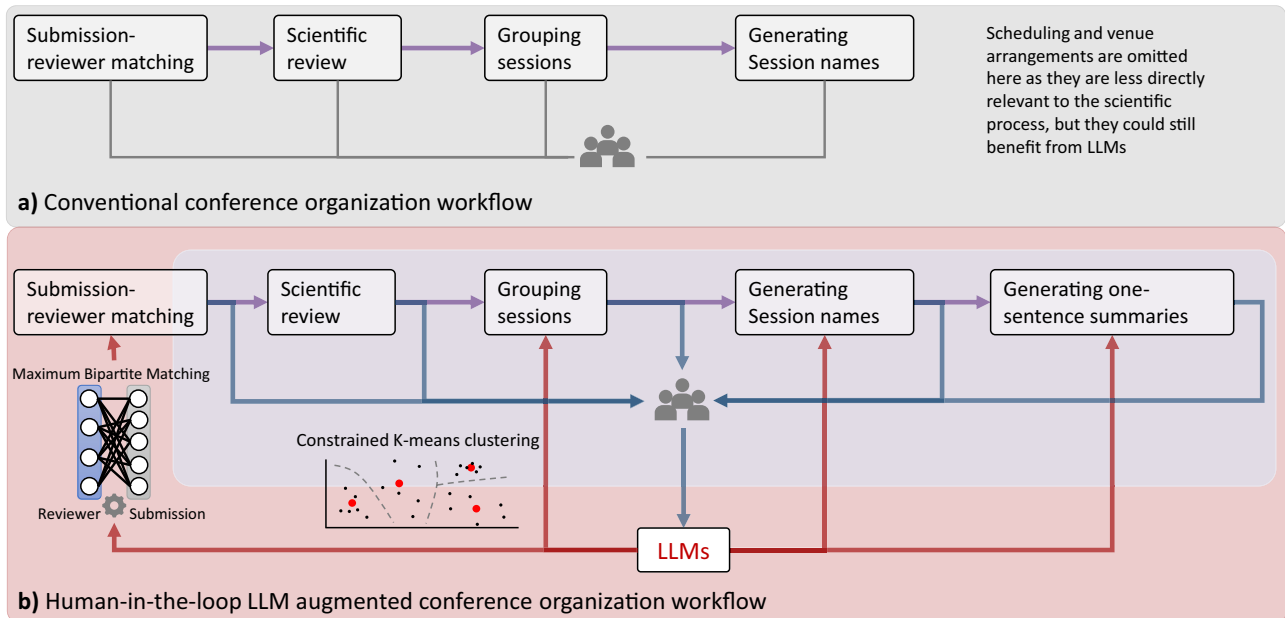 Submission-
reviewer matching
Scientific
review
Grouping
sessions
Generating
Session names
Scheduling and venue
arrangements are omitted
here as they are less directly
relevant to the scientific
process, but they could still
benefit from LLMs
a) Conventional conference organization workflow
Submission-
reviewer matching
Scientific
review
Grouping
sessions
Generating
Session names
Generating one-
sentence summaries
Maximum Bipartite Matching
Constrained K-means clustering
Reviewer
Submission
LLMs
b) Human-in-the-loop LLM augmented conference organization workflow